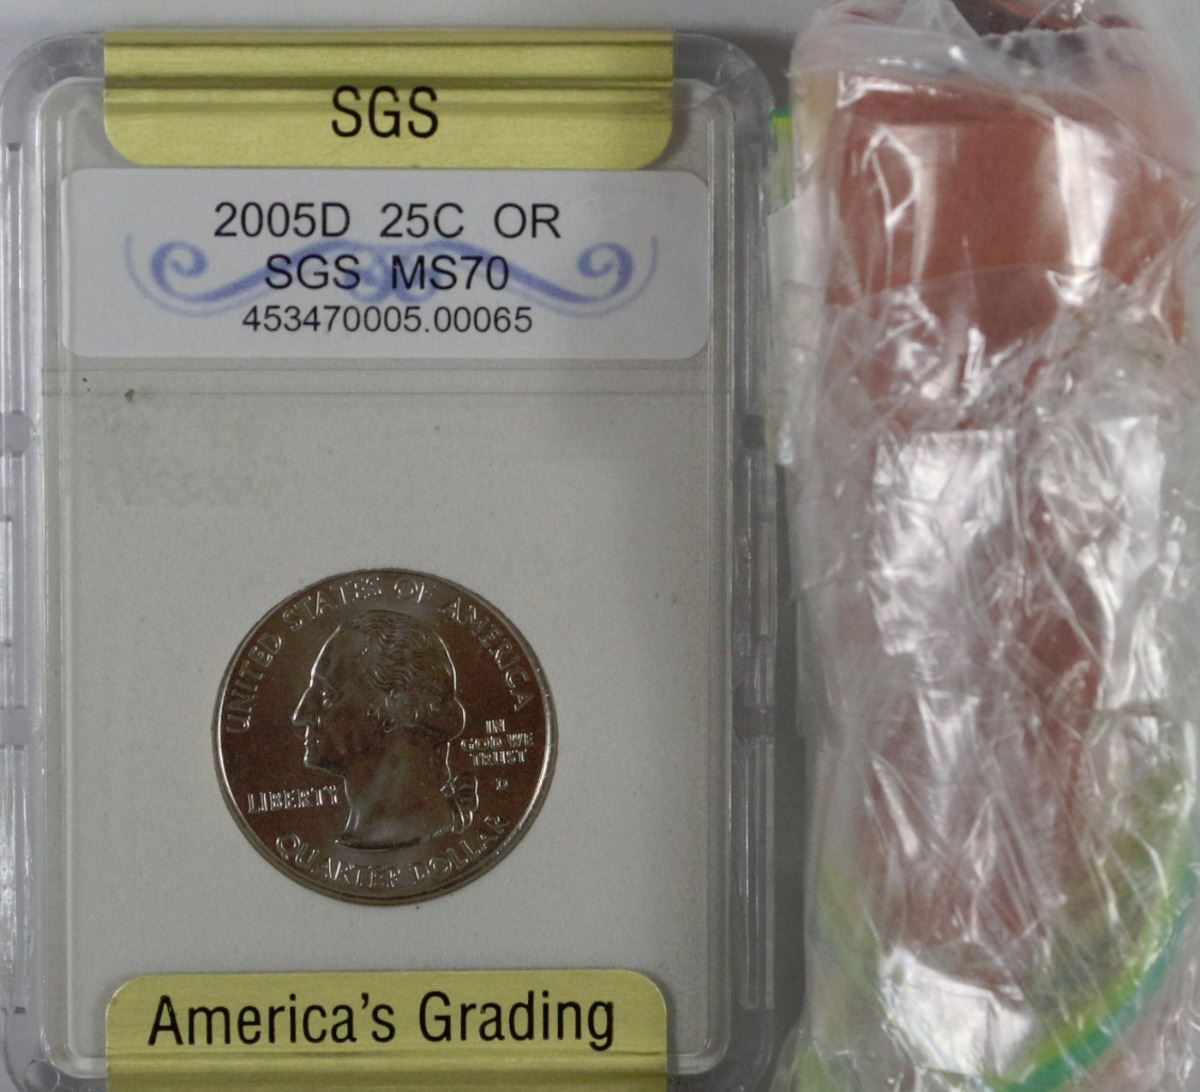 SGS
2005D 25C OR
SGS MS70
453470005.00065
UNITED STATES OF AMERICA
IN
GOD WE
TRUST
D
LIBERTY
QUARTER DOLLAR
America's Grading